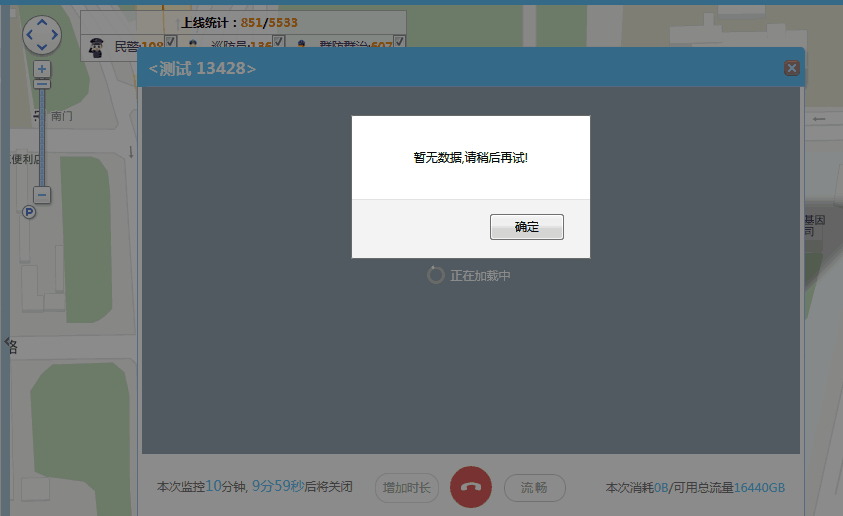 上线统计：851/5533
民警:108 巡防员:136 群防群治:607
<测试 13428>
南门
便利店
P
暂无数据,请稍后再试!
基因
司
确定
正在加载中
路
本次监控10分钟, 9分59秒后将关闭
增加时长
流畅
本次消耗0B/可用总流量16440GB